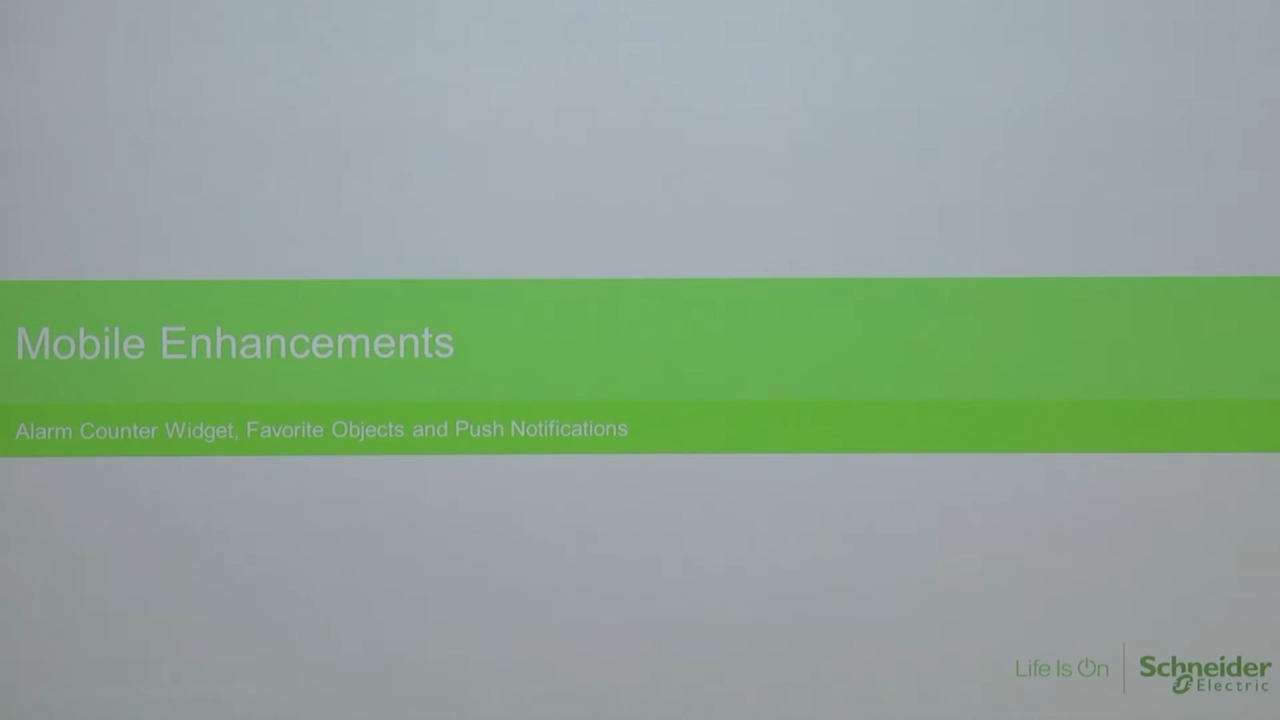 Mobile Enhancements
Alarm Counter Widget, Favorite Objects and Push Notifications
Life Is On
Schneider
Electric